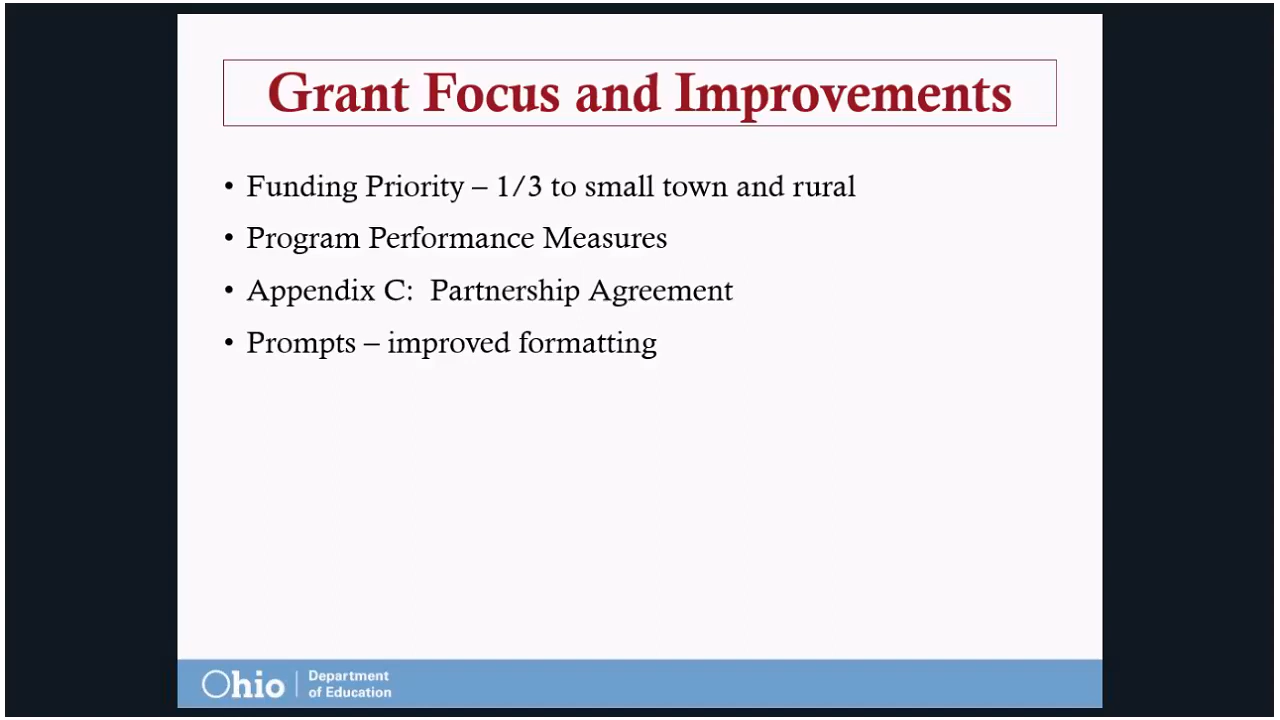 Grant Focus and Improvements
• Funding Priority – 1/3 to small town and rural
• Program Performance Measures
• Appendix C:  Partnership Agreement
• Prompts – improved formatting
Ohio
Department
of Education